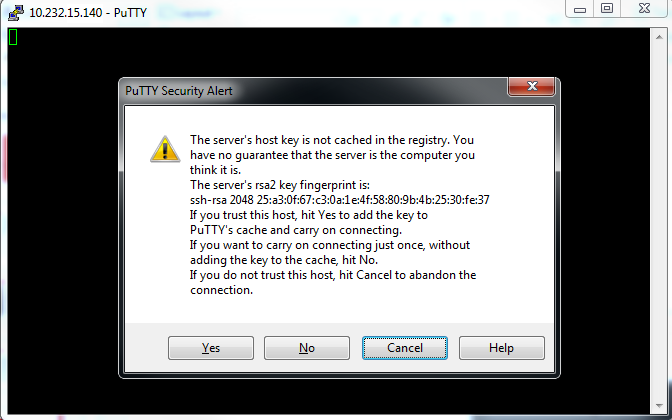 10.232.15.140 - PuTTY
PuTTY Security Alert
The server's host key is not cached in the registry. You
have no guarantee that the server is the computer you
think it is.
The server's rsa2 key fingerprint is:
ssh-rsa 2048 25:a3:0f:67:c3:0a:1e:4f:58:80:9b:4b:25:30:fe:37
If you trust this host, hit Yes to add the key to
PuTTY's cache and carry on connecting.
If you want to carry on connecting just once, without
adding the key to the cache, hit No.
If you do not trust this host, hit Cancel to abandon the
connection.
Yes No Cancel Help